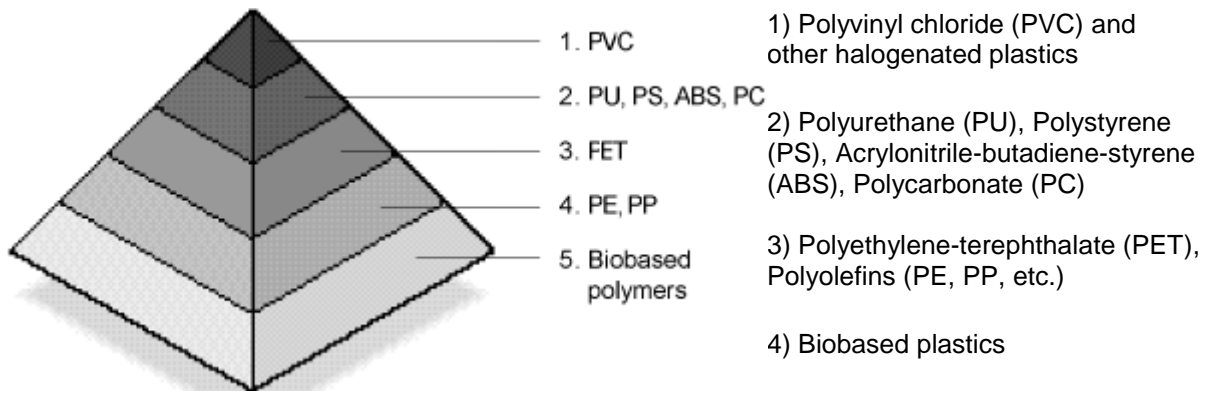 1. PVC
2. PU, PS, ABS, PC
3. FET
4. PE, PP
5. Biobased
polymers
1) Polyvinyl chloride (PVC) and
other halogenated plastics
2) Polyurethane (PU), Polystyrene
(PS), Acrylonitrile-butadiene-styrene
(ABS), Polycarbonate (PC)
3) Polyethylene-terephthalate (PET),
Polyolefins (PE, PP, etc.)
4) Biobased plastics